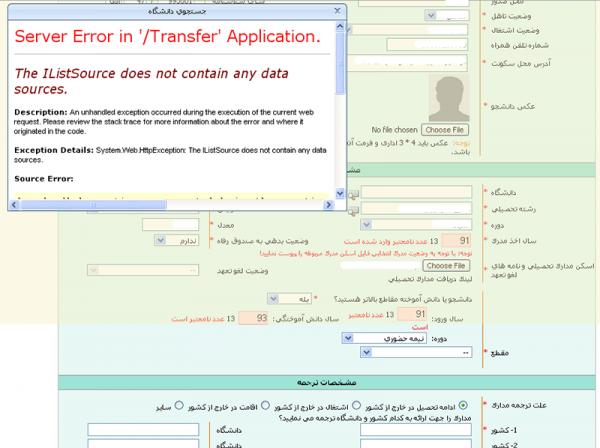 جستجوي دانشگاه
Server Error in '/Transfer' Application.
The IListSource does not contain any data
sources.
Description: An unhandled exception occurred during the execution of the current web
request. Please review the stack trace for more information about the error and where it
originated in the code.
Exception Details: System.Web.HttpException: The IListSource does not contain any data
sources.
Source Error:
محل صدور
وضعیت تاهل
وضعیت اشتغال
شماره تلفن همراه
آدرس محل سکونت
عکس دانشجو
Choose File No file chosen
توجه: عکس باید 4 * 3 اداری و فرمت آن
باشد.
دانشگاه
رشته تحصیلی
دوره
معدل
سال اخذ مدرک 91 13 عدد نامعتبر وارد شده است
وضعیت بدهی به صندوق رفاه ندارم
توجه: با توجه به وضعیت مدرک انتخابی فایل اسکن مدرک مربوطه را پیوست نمایید!
اسکن مدارک تحصیلی و نامه های
لغو تعهد
Choose File
لینک دریافت مدارک تحصیلی
وضعیت لغو تعهد --
دانشجو یا دانش آموخته مقاطع بالاتر هستید؟ * بله
سال ورود: 91 13 عدد نامعتبر
است
سال دانش آموختگی: 93 13 عدد نامعتبر است
دوره: نیمه حضوری
مقطع * --
مشخصات ترجمه
علت ترجمه مدارک ادامه تحصیل در خارج از کشور اشتغال در خارج از کشور اقامت در خارج از کشور سایر
مدارک را جهت ارائه به کدام کشور و دانشگاه ترجمه می نمایید؟
1- کشور دانشگاه
2- کشور دانشگاه